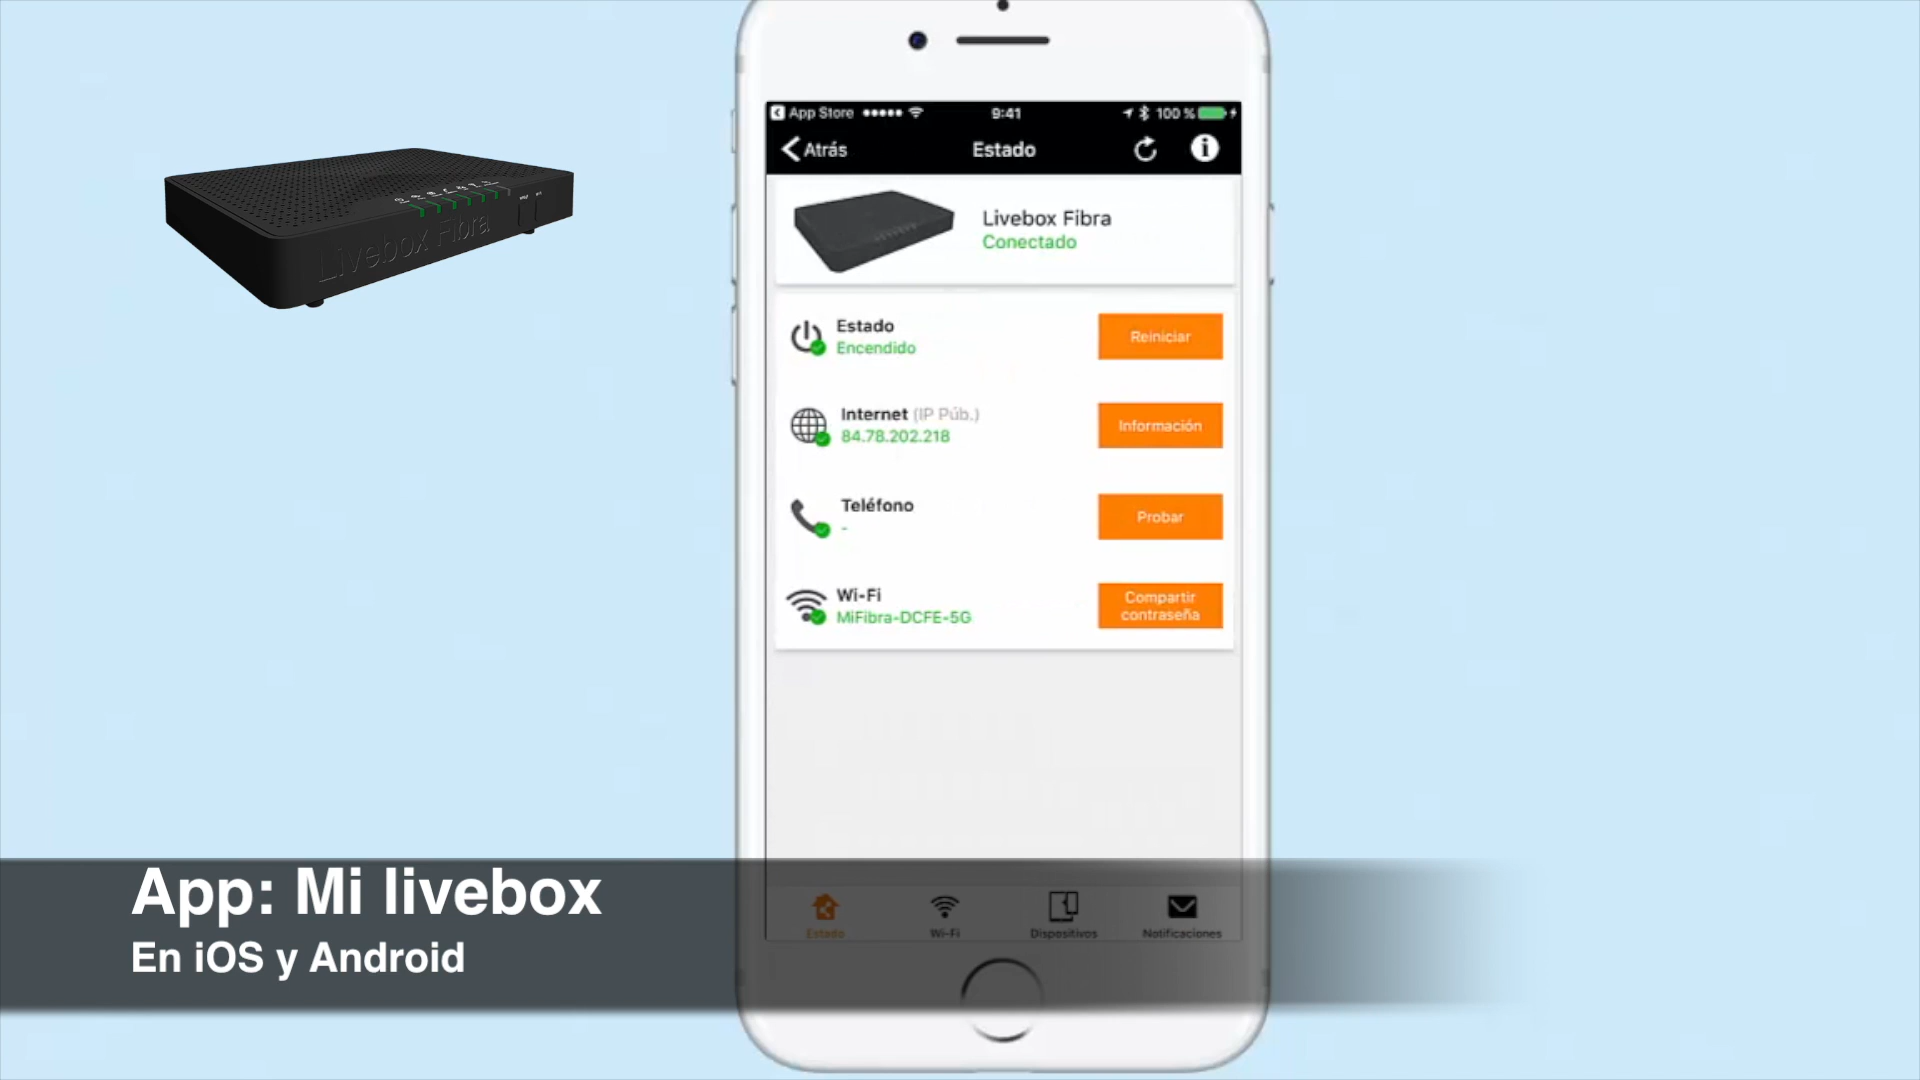 Livebox Fibra
App Store
9:41
100 %
Atrás
Estado
Livebox Fibra
Conectado
Estado
Encendido
Reiniciar
Internet (IP Púb.)
84.78.202.218
Información
Teléfono
-
Probar
Wi-Fi
MiFibra-DCFE-5G
Compartir
contraseña
App: Mi livebox
En iOS y Android
Estado
Wi-Fi
Dispositivos
Notificaciones